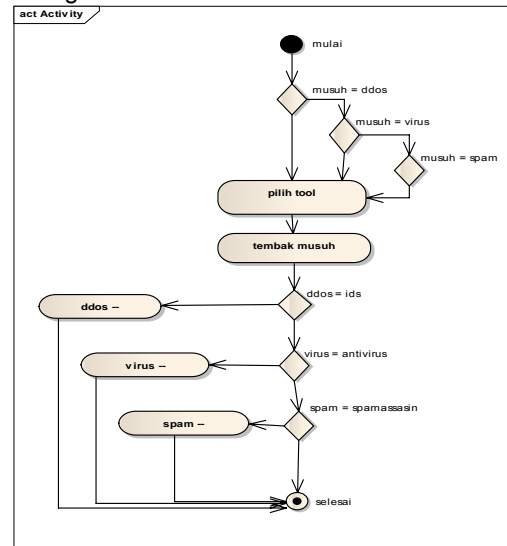 act Activity
mulai
musuh = ddos
musuh = virus
musuh = spam
pilih tool
tembak musuh
ddos = ids
ddos --
virus = antivirus
virus --
spam = spamassasin
spam --
selesai